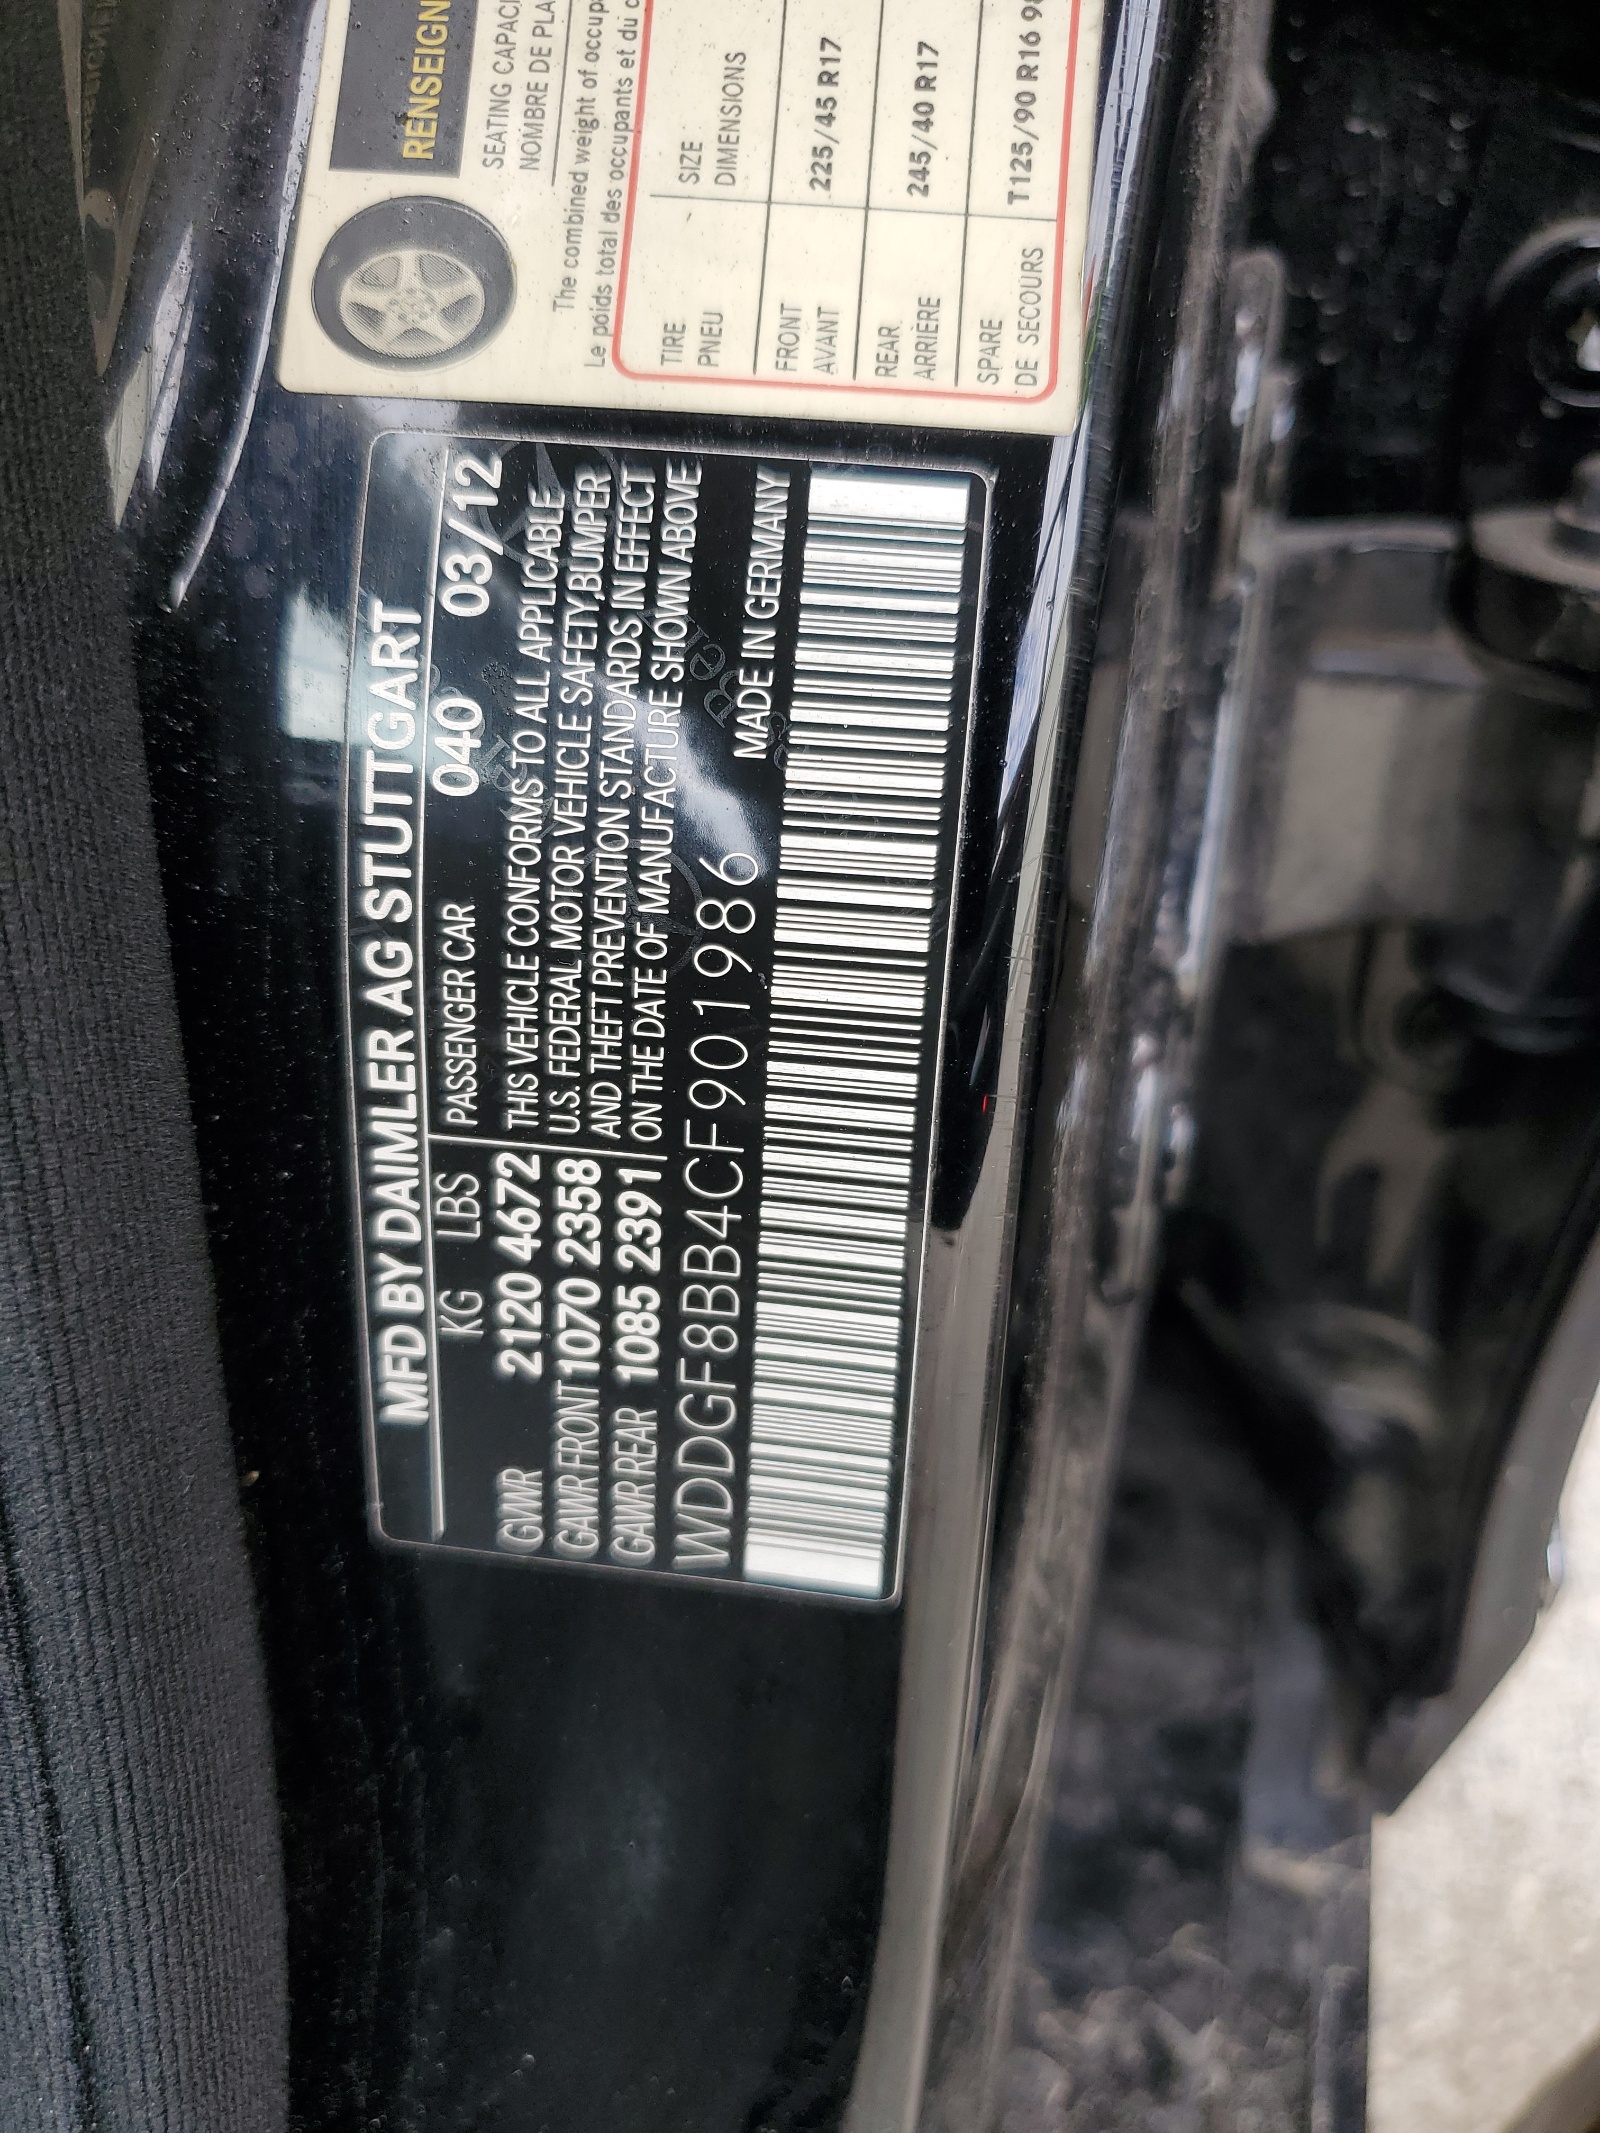 MFD BY DAIMLER AG STUTTGART
KG LBS PASSENGER CAR 040 03/12
GVWR 2120 4672 THIS VEHICLE CONFORMS TO ALL APPLICABLE
GAWR FRONT 1070 2358 U.S. FEDERAL MOTOR VEHICLE SAFETY,BUMPER
GAWR REAR 1085 2391 AND THEFT PREVENTION STANDARDS IN EFFECT
ON THE DATE OF MANUFACTURE SHOWN ABOVE
WDDGF8BB4CF901986 MADE IN GERMANY
RENSEIGN
SEATING CAPACI
NOMBRE DE PLA
The combined weight of occup
Le poids total des occupants et du c
TIRE SIZE
PNEU DIMENSIONS
FRONT
AVANT 225/45 R17
REAR
ARRIÈRE 245/40 R17
SPARE
DE SECOURS T125/90 R16